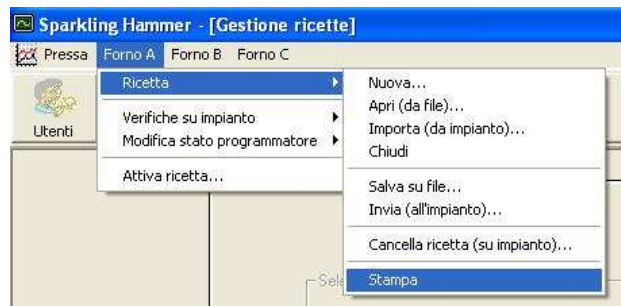 Sparkling Hammer - [Gestione ricette]
Pressa Forno A Forno B Forno C
Utenti
Ricetta
Verifiche su impianto
Modifica stato programmatore
Attiva ricetta...
Nuova...
Apri (da file)...
Importa (da impianto)...
Chiudi
Salva su file...
Invia (all'impianto)...
Cancella ricetta (su impianto)...
Stampa
Sele